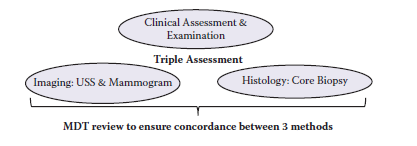 Clinical Assessment &
Examination
Triple Assessment
Imaging: USS & Mammogram
Histology: Core Biopsy
MDT review to ensure concordance between 3 methods